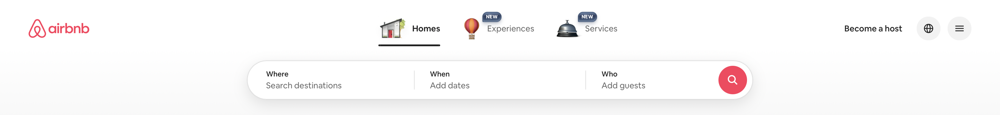 airbnb
Homes
NEW
Experiences
NEW
Services
Become a host
Where
Search destinations
When
Add dates
Who
Add guests